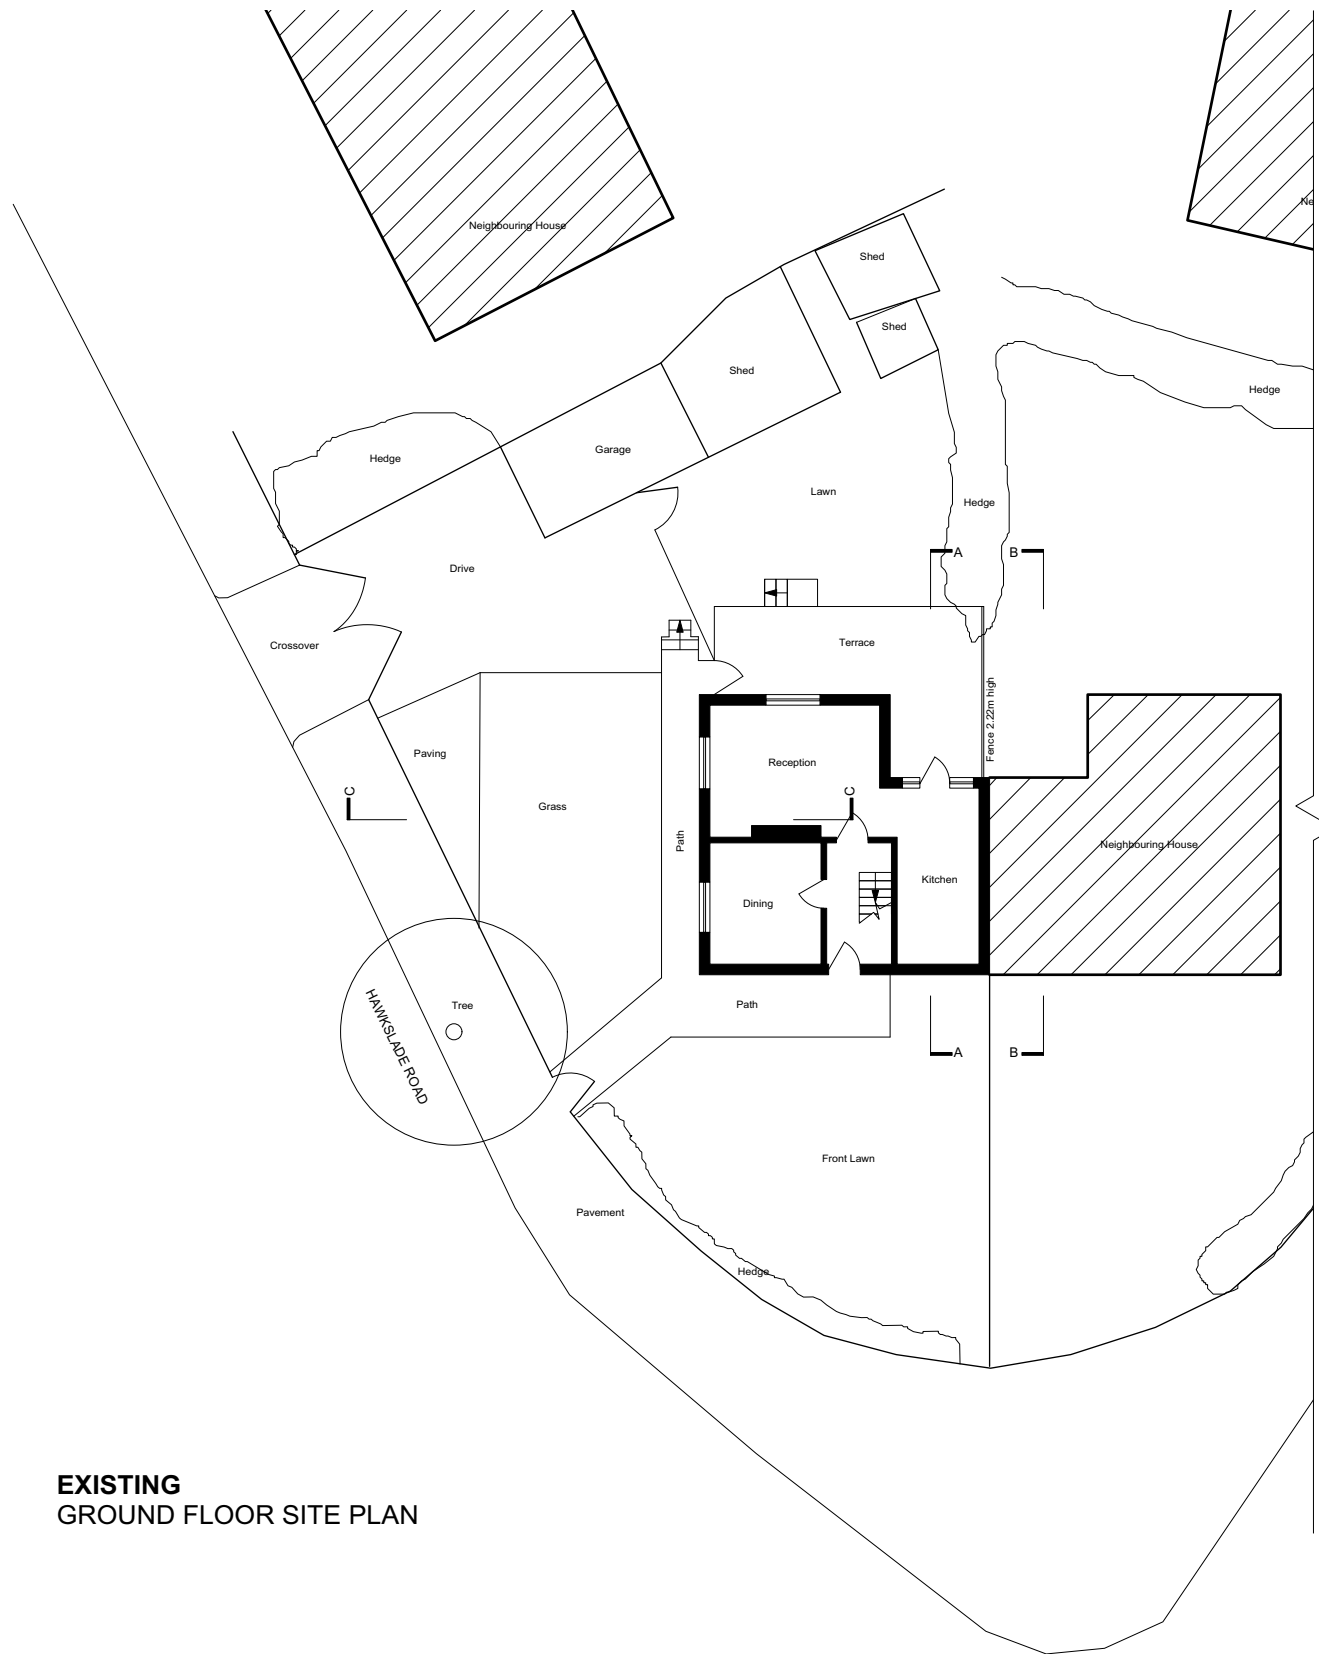 Neighbouring House
Ne
Shed
Shed
Shed
Hedge
Garage
Hedge
Lawn
Hedge
A
B
Drive
Crossover
Terrace
Fence 2.22m high
Paving
Reception
C
C
Grass
Path
Neighbouring House
Kitchen
Dining
Tree
Path
HAWKSLADE ROAD
A
B
Front Lawn
Pavement
Hedge
EXISTING
GROUND FLOOR SITE PLAN